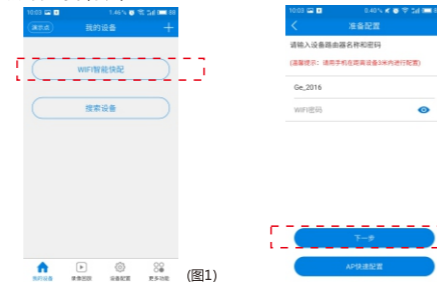 10:03
我的设备
WIFI智能快配
搜索设备
我的设备
录像回放
设备配置
更多功能
(图1)
10:03
准备配置
请输入设备路由器名称和密码
(温馨提示：请用手机在距离设备3米内进行配置)
Ge_2016
WiFi密码
下一步
AP快速配置